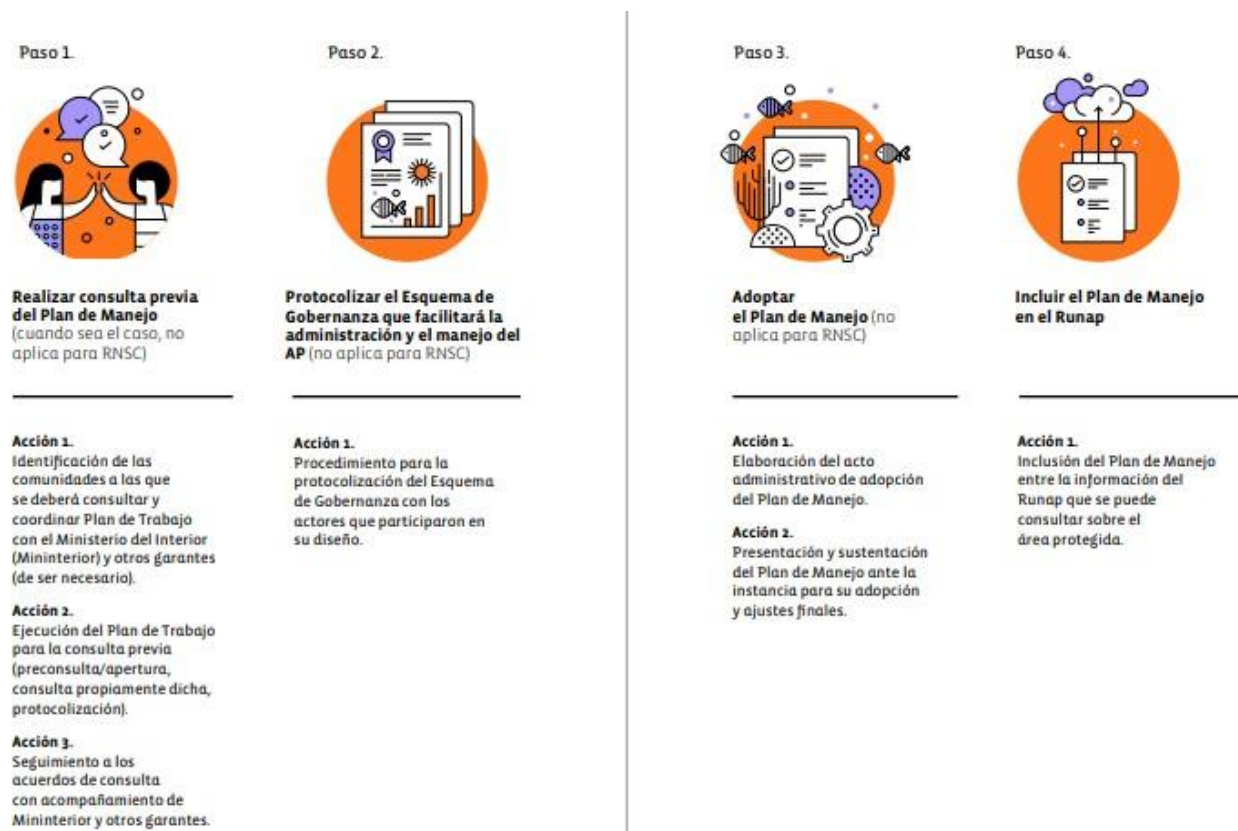 Paso 1.
Realizar consulta previa
del Plan de Manejo
(cuando sea el caso, no
aplica para RNSC)
Acción 1.
Identificación de las
comunidades a las que
se deberá consultar y
coordinar Plan de Trabajo
con el Ministerio del Interior
(Mininterior) y otros garantes
(de ser necesario).
Acción 2.
Ejecución del Plan de Trabajo
para la consulta previa
(preconsulta/apertura,
consulta propiamente dicha,
protocolización).
Acción 3.
Seguimiento a los
acuerdos de consulta
con acompañamiento de
Mininterior y otros garantes.
Paso 2.
Protocolizar el Esquema de
Gobernanza que facilitará la
administración y el manejo del
AP (no aplica para RNSC)
Acción 1.
Procedimiento para la
protocolización del Esquema
de Gobernanza con los
actores que participaron en
su diseño.
Paso 3.
Adoptar
el Plan de Manejo (no
aplica para RNSC)
Acción 1.
Elaboración del acto
administrativo de adopción
del Plan de Manejo.
Acción 2.
Presentación y sustentación
del Plan de Manejo ante la
instancia para su adopción
y ajustes finales.
Paso 4.
Incluir el Plan de Manejo
en el Runap
Acción 1.
Inclusión del Plan de Manejo
entre la información del
Runap que se puede
consultar sobre el
área protegida.